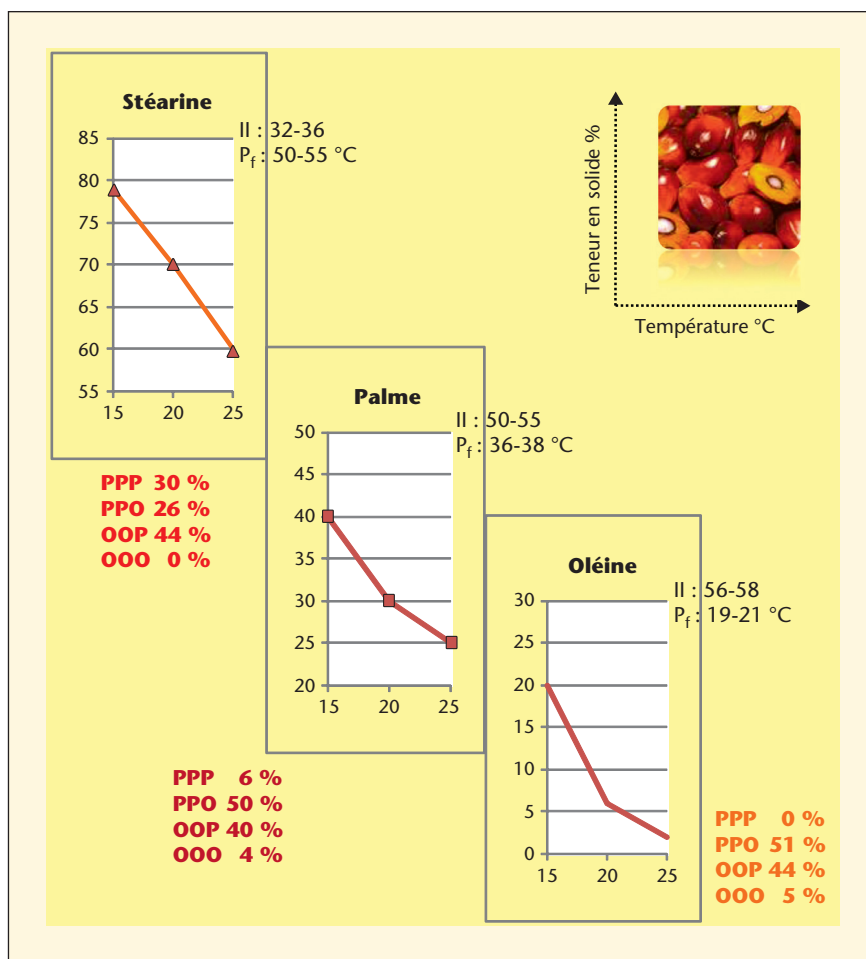 Stéarine
II : 32-36
Pf : 50-55 °C
85
80
75
70
65
60
55
15 20 25
PPP 30 %
PPO 26 %
OOP 44 %
OOO 0 %
Teneur en solide %
Température °C
Palme
II : 50-55
Pf : 36-38 °C
50
45
40
35
30
25
20
15 20 25
PPP 6 %
PPO 50 %
OOP 40 %
OOO 4 %
Oléine
II : 56-58
Pf : 19-21 °C
30
25
20
15
10
5
0
15 20 25
PPP 0 %
PPO 51 %
OOP 44 %
OOO 5 %